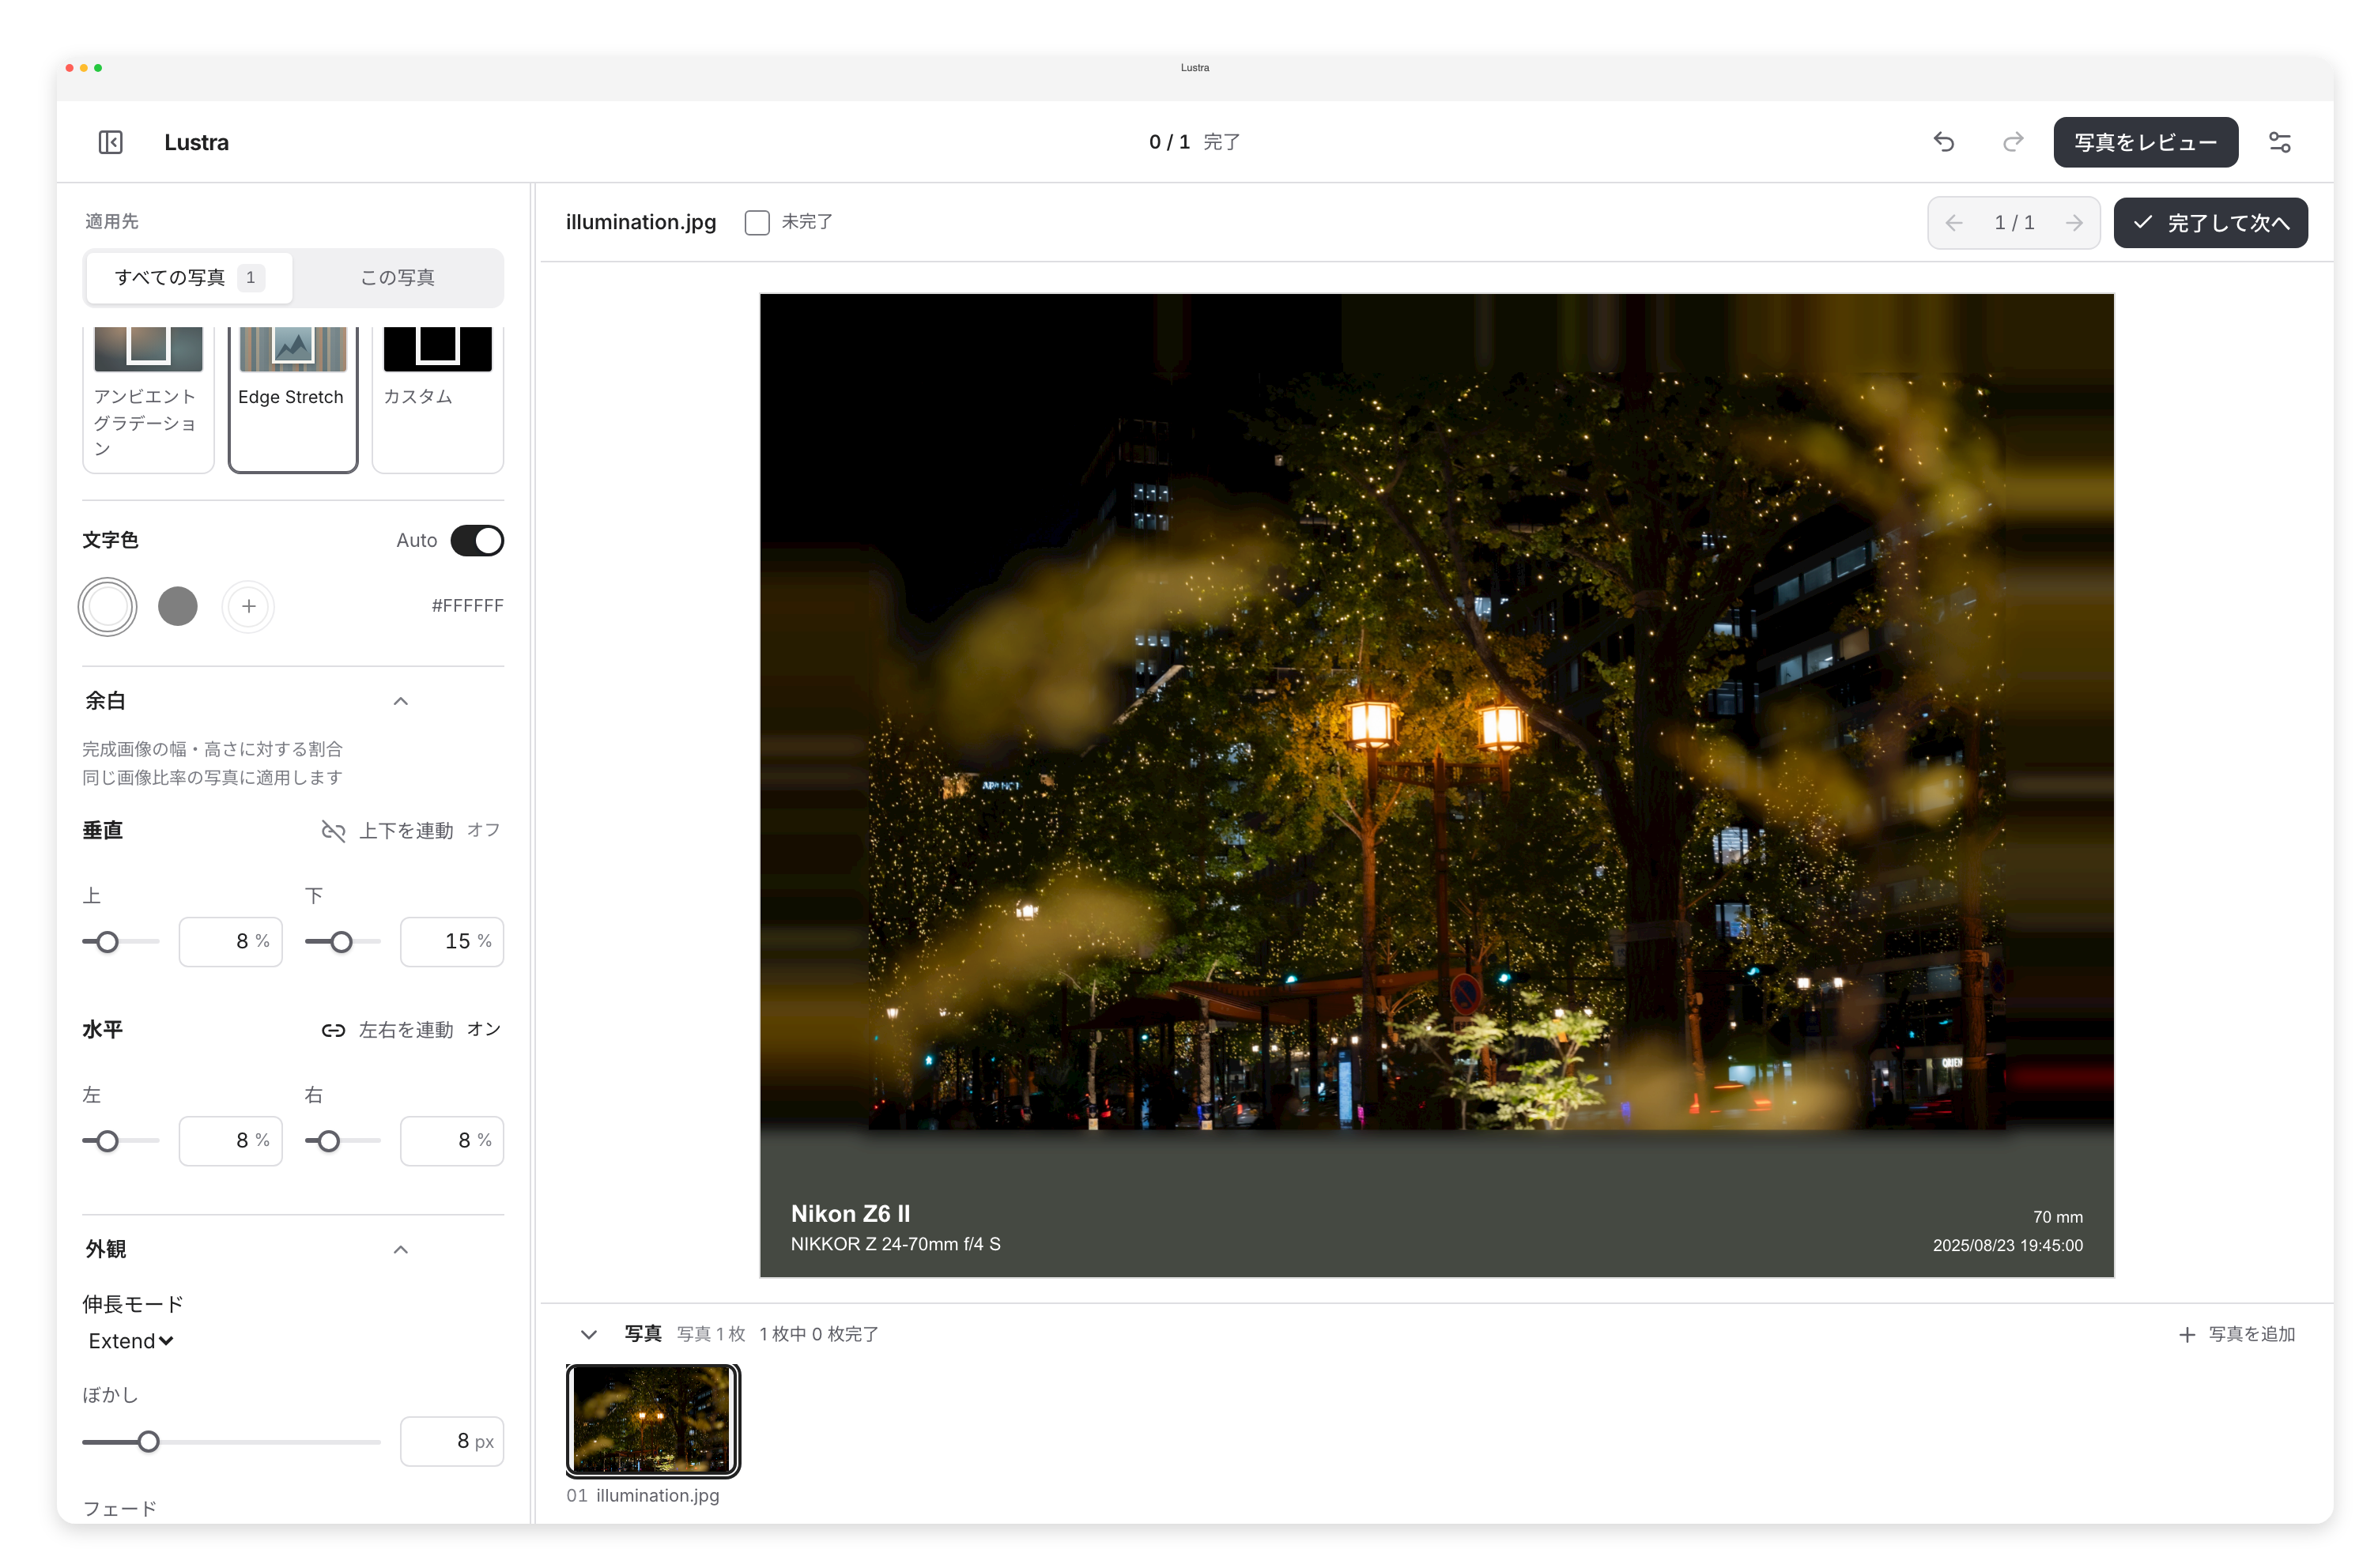 Lustra
Lustra
0 / 1 完了
写真をレビュー
適用先
すべての写真 1
この写真
アンビエント
グラデーショ
ン
Edge Stretch
カスタム
文字色
Auto
#FFFFFF
余白
完成画像の幅・高さに対する割合
同じ画像比率の写真に適用します
垂直
上下を連動 オフ
上
下
8 %
15 %
水平
左右を連動 オン
左
右
8 %
8 %
外観
伸長モード
Extend
ぼかし
8 px
フェード
illumination.jpg
未完了
1 / 1
完了して次へ
Nikon Z6 II
NIKKOR Z 24-70mm f/4 S
70 mm
2025/08/23 19:45:00
写真 写真 1 枚 1 枚中 0 枚完了
写真を追加
01 illumination.jpg